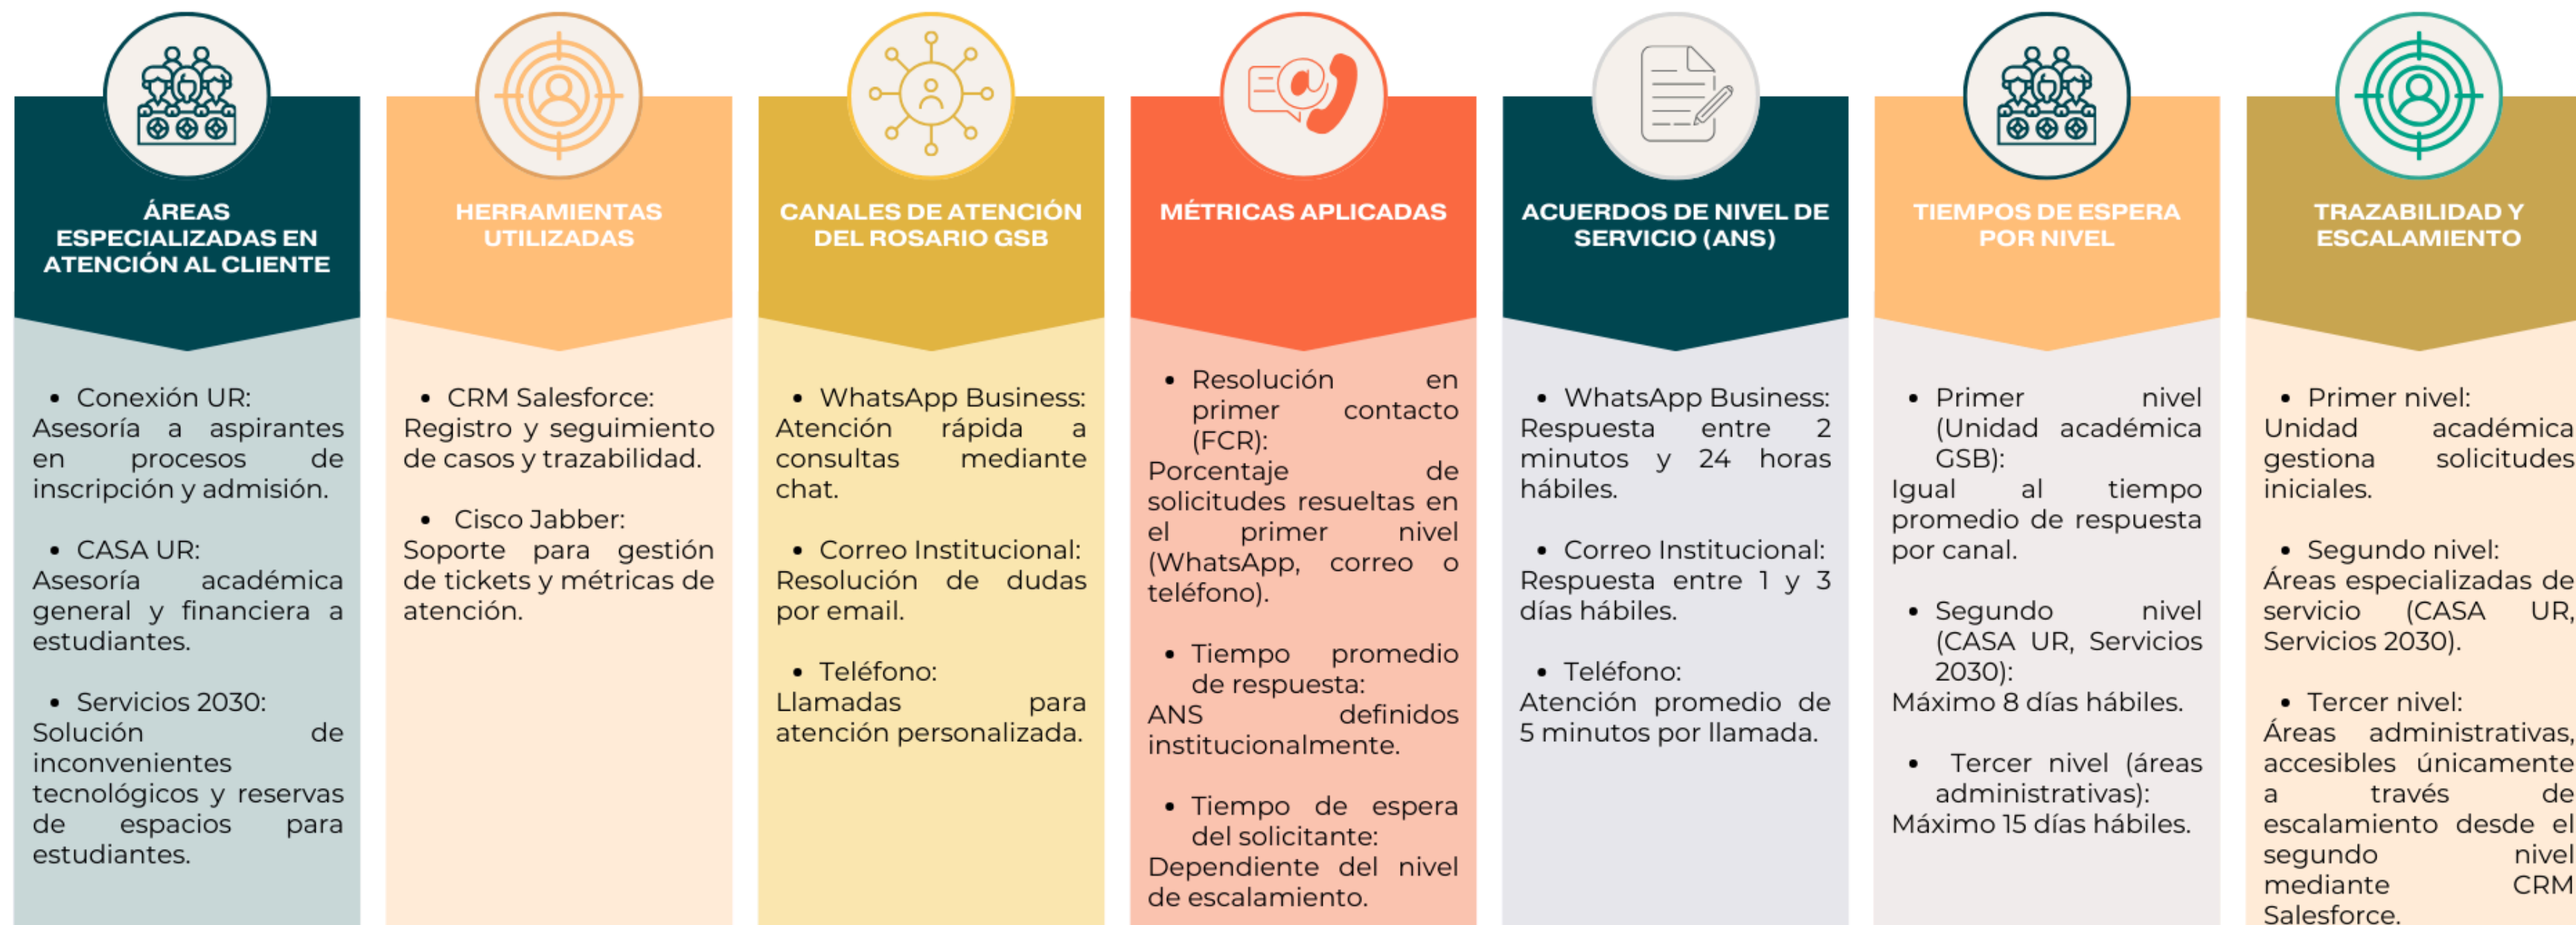 ÁREAS
ESPECIALIZADAS EN
ATENCIÓN AL CLIENTE
• Conexión UR:
Asesoría a aspirantes
en procesos de
inscripción y admisión.
• CASA UR:
Asesoría académica
general y financiera a
estudiantes.
• Servicios 2030:
Solución de
inconvenientes
tecnológicos y reservas
de espacios para
estudiantes.
HERRAMIENTAS
UTILIZADAS
• CRM Salesforce:
Registro y seguimiento
de casos y trazabilidad.
• Cisco Jabber:
Soporte para gestión
de tickets y métricas de
atención.
CANALES DE ATENCIÓN
DEL ROSARIO GSB
• WhatsApp Business:
Atención rápida a
consultas mediante
chat.
• Correo Institucional:
Resolución de dudas
por email.
• Teléfono:
Llamadas para
atención personalizada.
MÉTRICAS APLICADAS
• Resolución en
primer contacto
(FCR):
Porcentaje de
solicitudes resueltas en
el primer nivel
(WhatsApp, correo o
teléfono).
• Tiempo promedio
de respuesta:
ANS definidos
institucionalmente.
• Tiempo de espera
del solicitante:
Dependiente del nivel
de escalamiento.
ACUERDOS DE NIVEL DE
SERVICIO (ANS)
• WhatsApp Business:
Respuesta entre 2
minutos y 24 horas
hábiles.
• Correo Institucional:
Respuesta entre 1 y 3
días hábiles.
• Teléfono:
Atención promedio de
5 minutos por llamada.
TIEMPOS DE ESPERA
POR NIVEL
• Primer nivel
(Unidad académica
GSB):
Igual al tiempo
promedio de respuesta
por canal.
• Segundo nivel
(CASA UR, Servicios
2030):
Máximo 8 días hábiles.
• Tercer nivel (áreas
administrativas):
Máximo 15 días hábiles.
TRAZABILIDAD Y
ESCALAMIENTO
• Primer nivel:
Unidad académica
gestiona solicitudes
iniciales.
• Segundo nivel:
Áreas especializadas de
servicio (CASA UR,
Servicios 2030).
• Tercer nivel:
Áreas administrativas,
accesibles únicamente
a través de
escalamiento desde el
segundo nivel
mediante CRM
Salesforce.